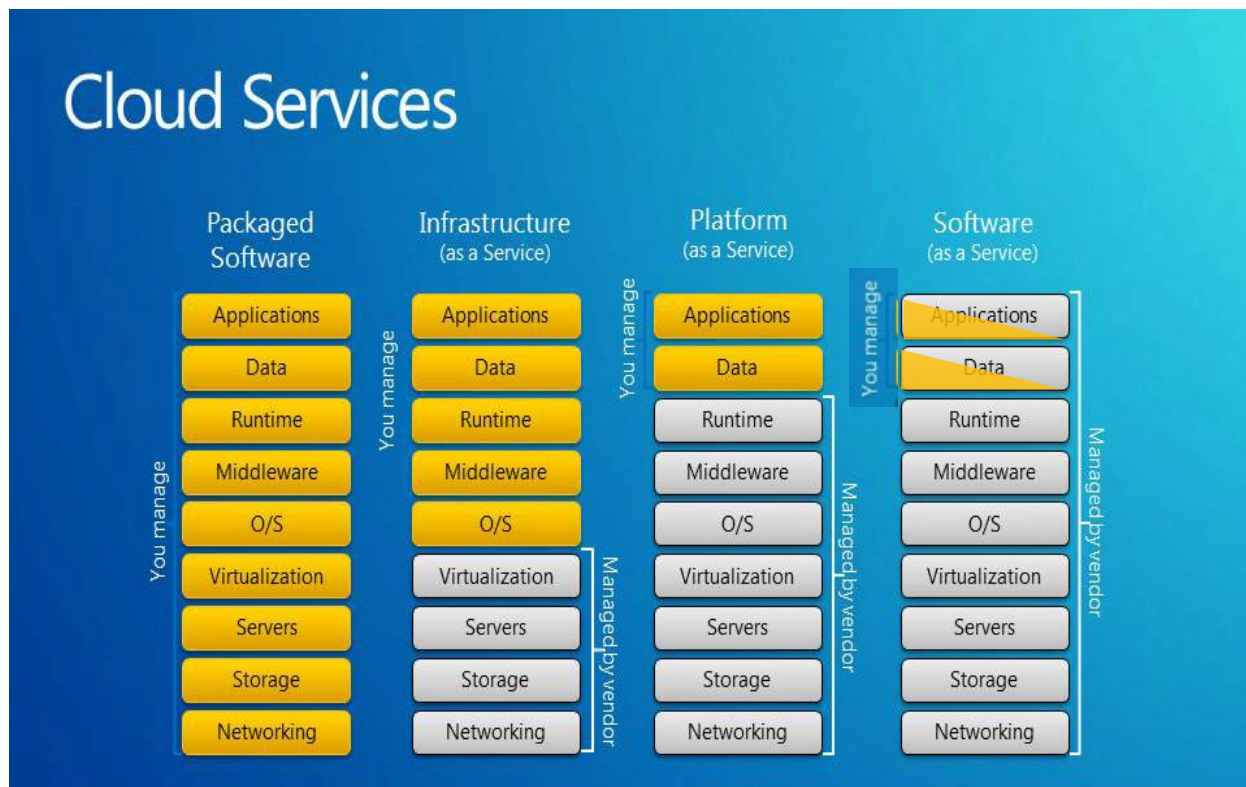 Cloud Services
Packaged
Software
You manage
Applications
Data
Runtime
Middleware
O/S
Virtualization
Servers
Storage
Networking
Infrastructure
(as a Service)
You manage
Applications
Data
Runtime
Middleware
O/S
Virtualization
Servers
Storage
Networking
Managed by vendor
Platform
(as a Service)
You manage
Applications
Data
Runtime
Middleware
O/S
Virtualization
Servers
Storage
Networking
Managed by vendor
Software
(as a Service)
You manage
Applications
Data
Runtime
Middleware
O/S
Virtualization
Servers
Storage
Networking
Managed by vendor